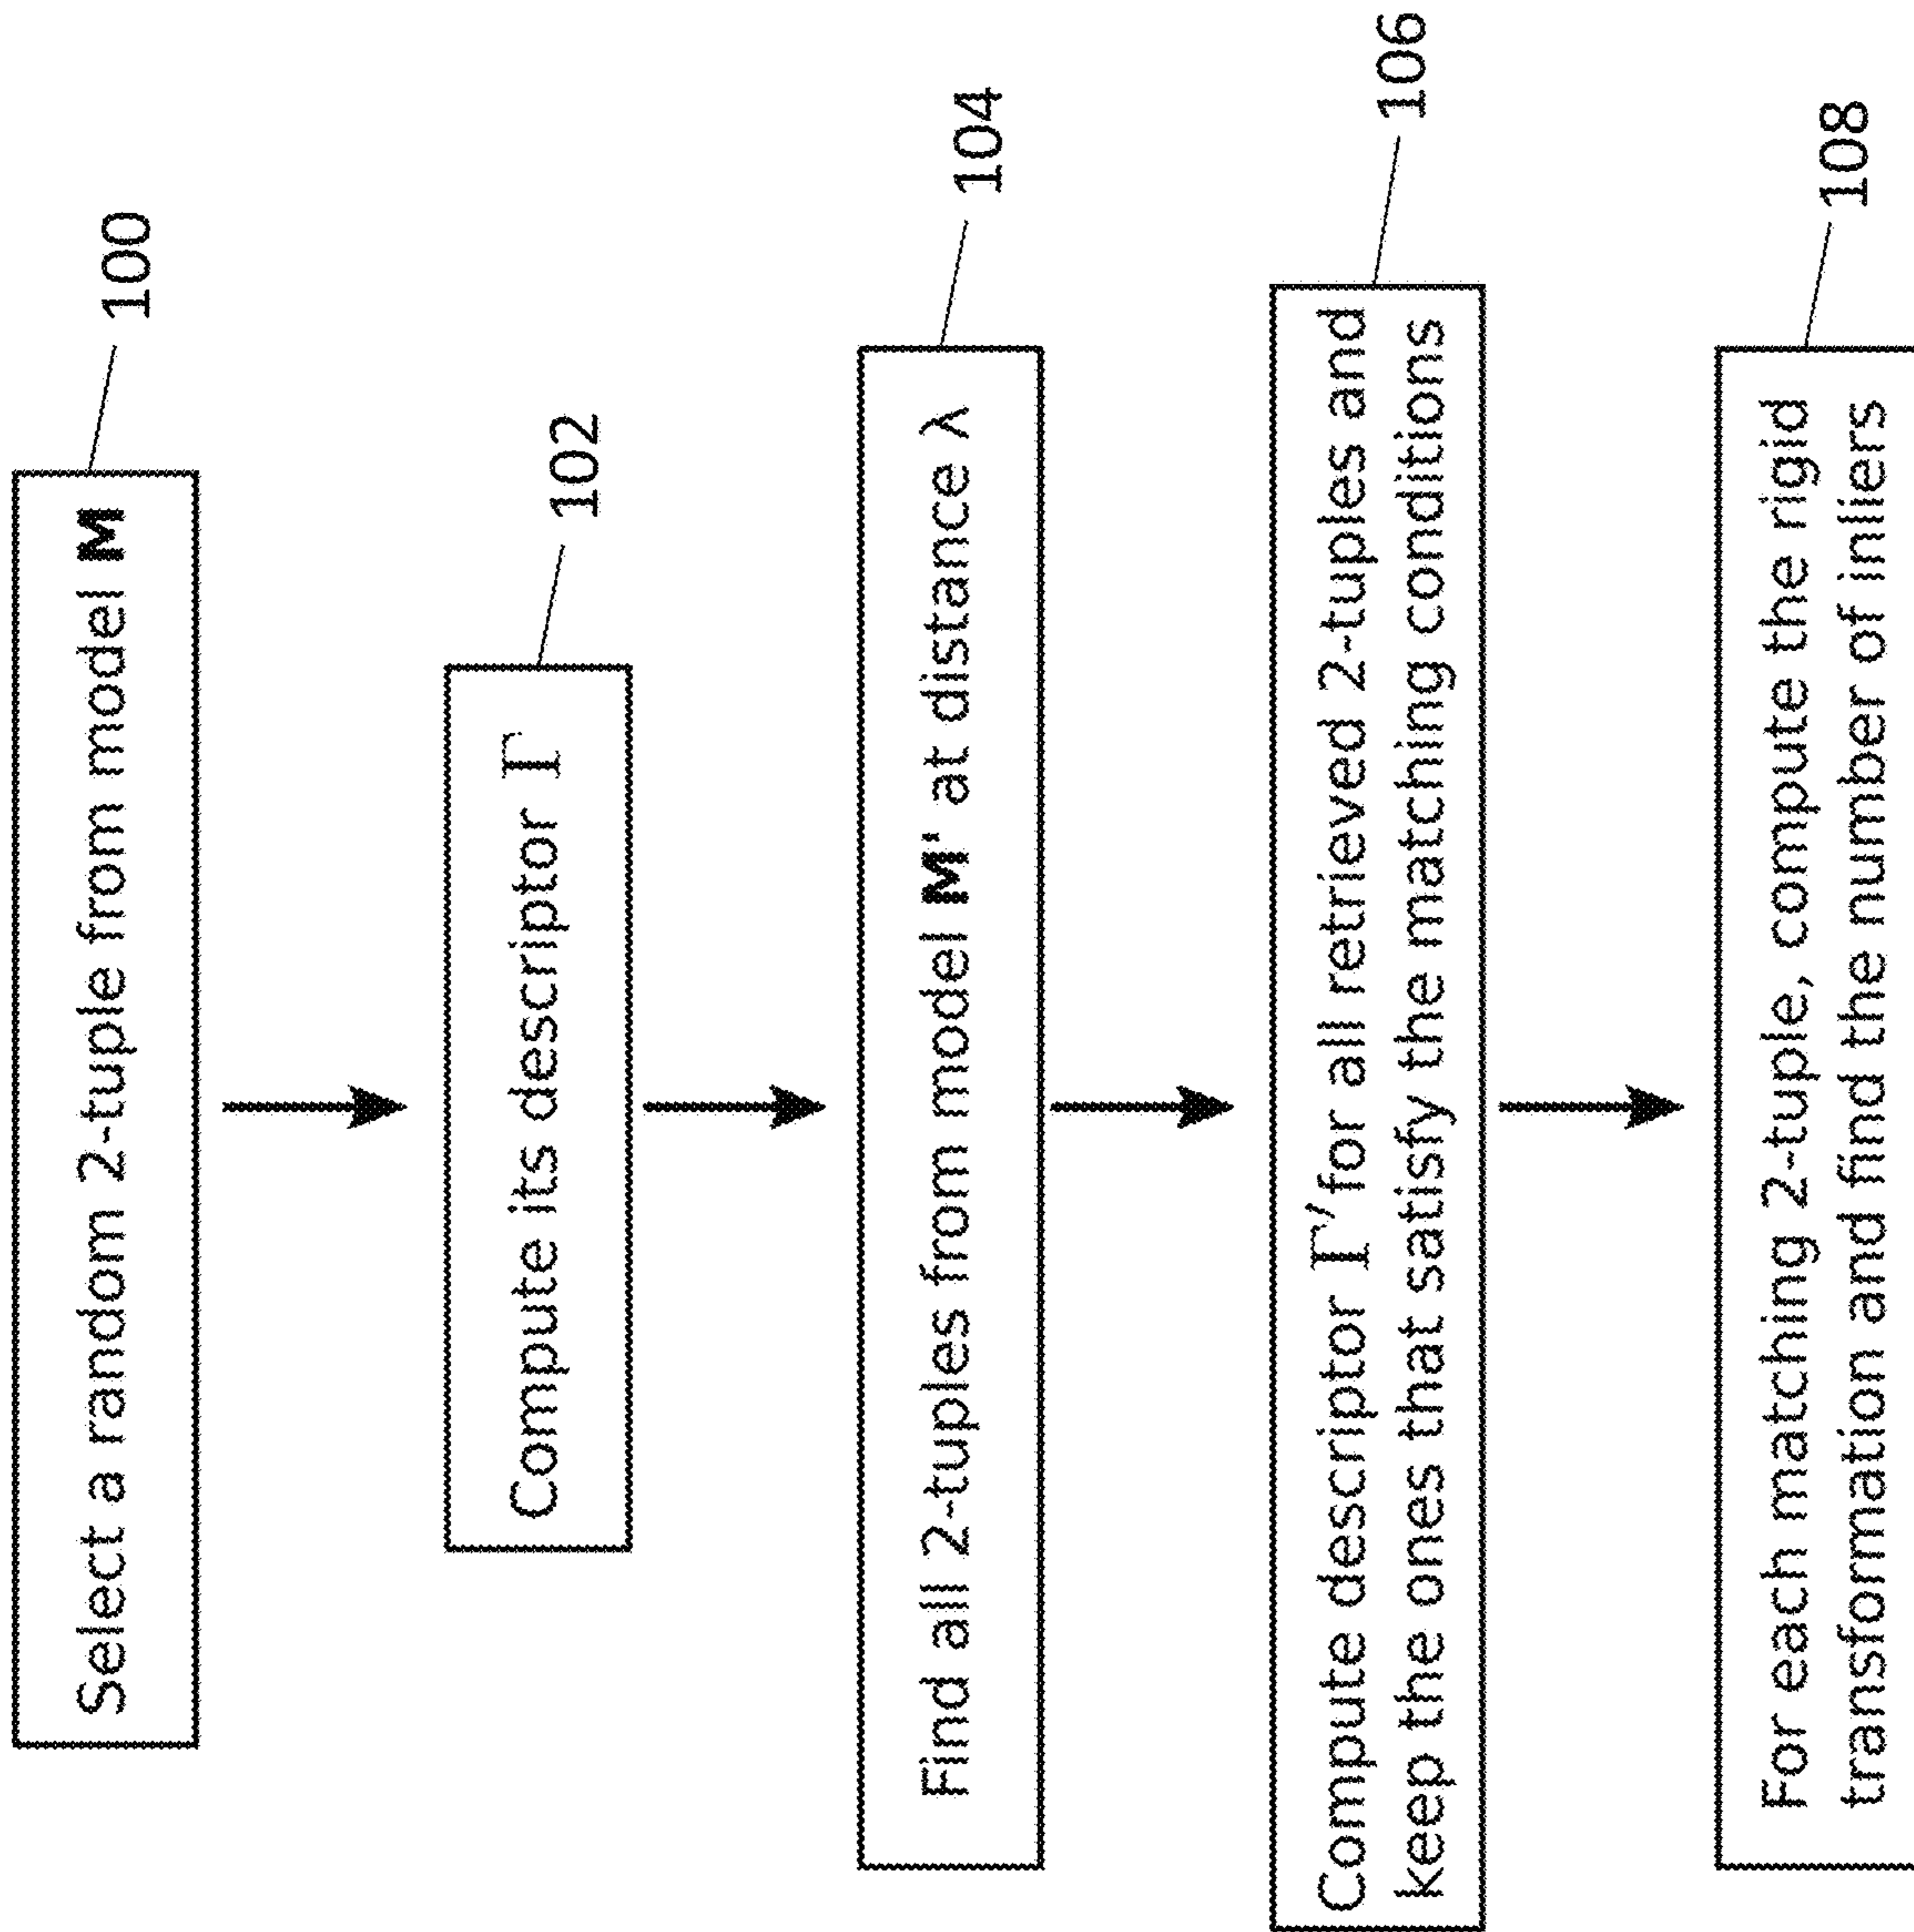 Select a random 2-tuple from model M
100
Compute its descriptor Γ
102
Find all 2-tuples from model M' at distance λ
104
Compute descriptor Γ′for all retrieved 2-tuples and
keep the ones that satisfy the matching conditions
106
For each matching 2-tuple, compute the rigid
transformation and find the number of inliers
108